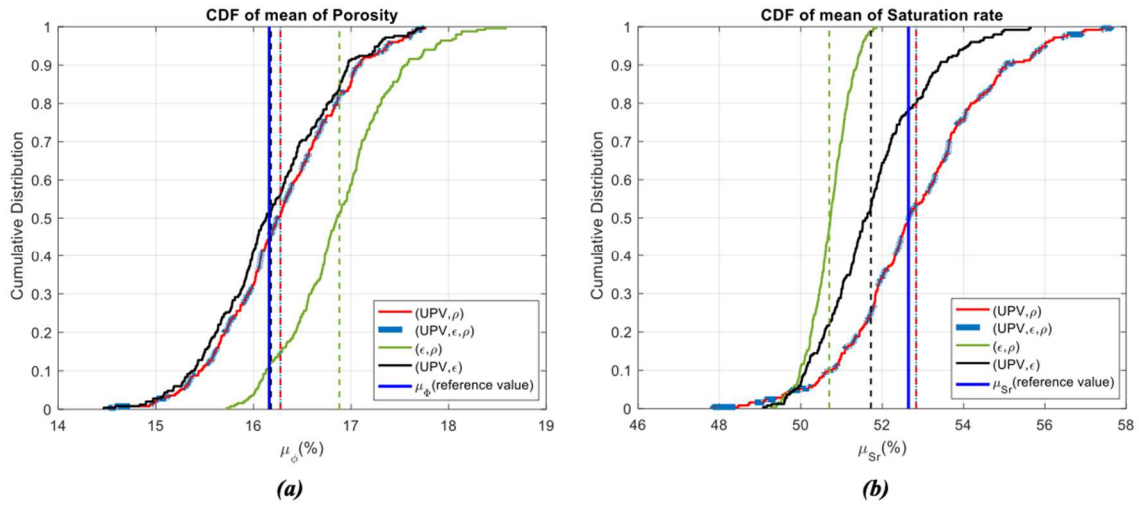 CDF of mean of Porosity
Cumulative Distribution
1
0.9
0.8
0.7
0.6
0.5
0.4
0.3
0.2
0.1
0
14 15 16 17 18 19
μ_ϕ(%)
(UPV,ρ)
(UPV,ϵ,ρ)
(ϵ,ρ)
(UPV,ϵ)
μ_Φ(reference value)
(a)
CDF of mean of Saturation rate
Cumulative Distribution
1
0.9
0.8
0.7
0.6
0.5
0.4
0.3
0.2
0.1
0
46 48 50 52 54 56 58
μ_Sr(%)
(UPV,ρ)
(UPV,ϵ,ρ)
(ϵ,ρ)
(UPV,ϵ)
μ_Sr(reference value)
(b)